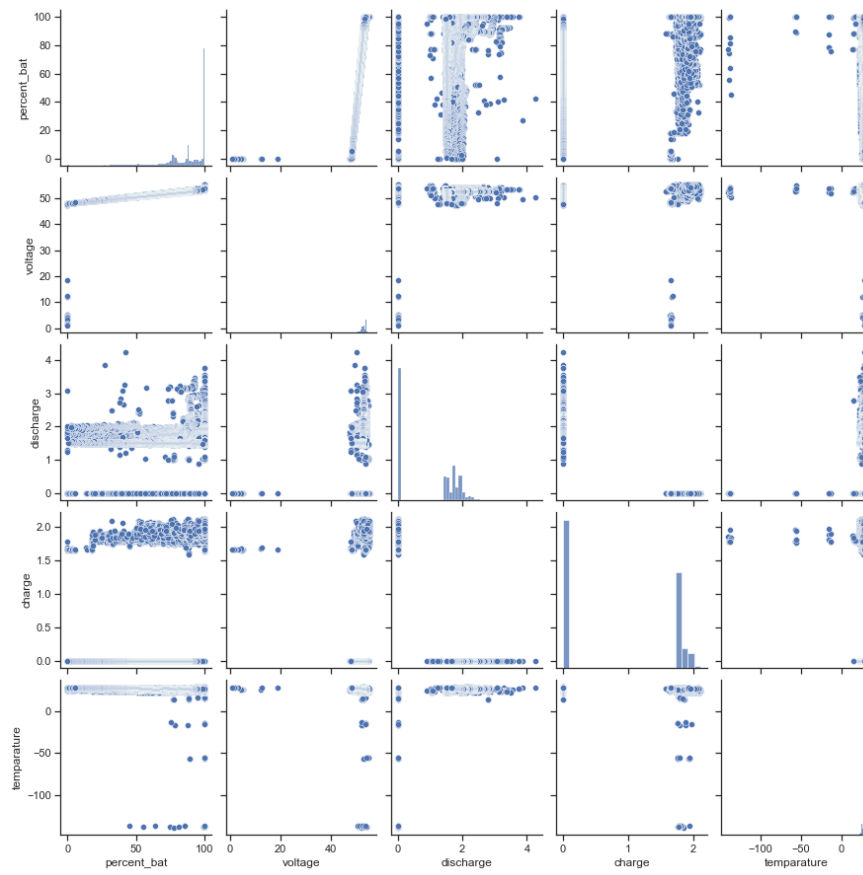 100
80
60
40
20
0
percent_bat
50
40
30
20
10
0
voltage
4
3
2
1
0
discharge
2.0
1.5
1.0
0.5
0.0
charge
0
−50
−100
temparature
0 50 100
percent_bat
0 20 40
voltage
0 2 4
discharge
0 1 2
charge
−100 −50 0
temparature